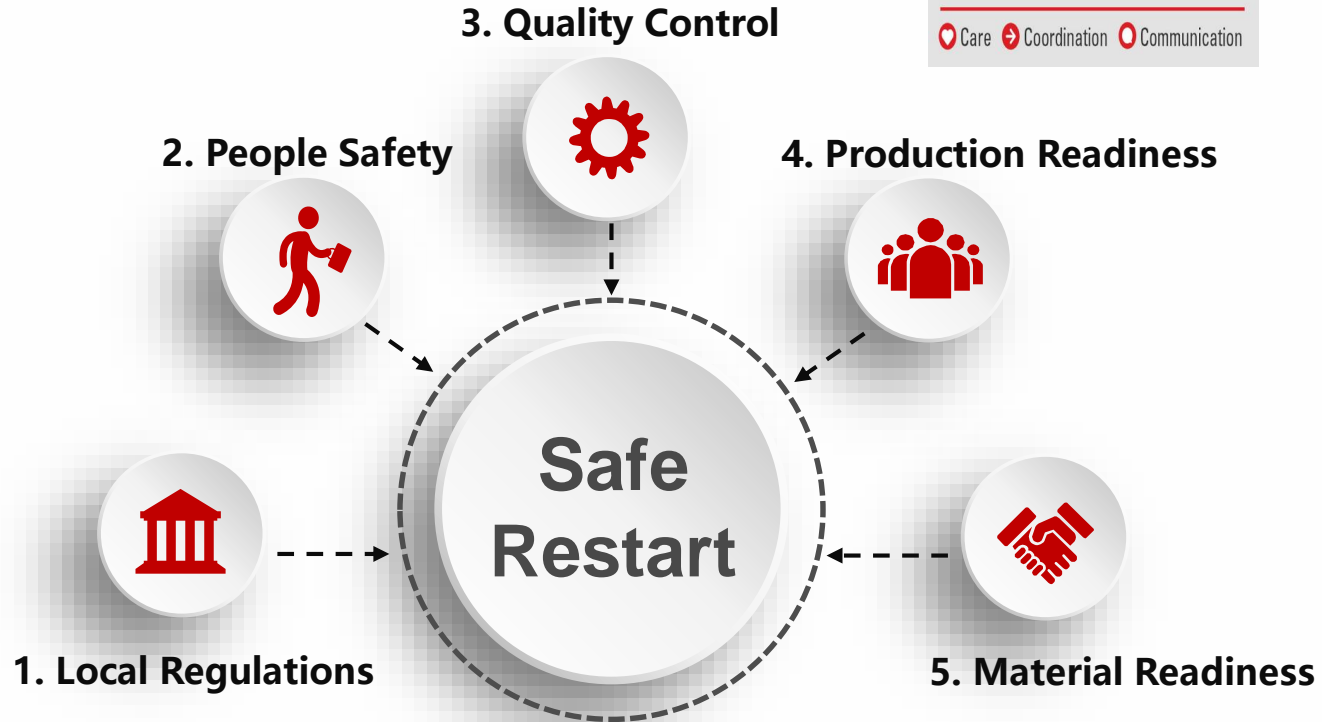 3. Quality Control
Care Coordination Communication
2. People Safety
4. Production Readiness
Safe
Restart
1. Local Regulations
5. Material Readiness